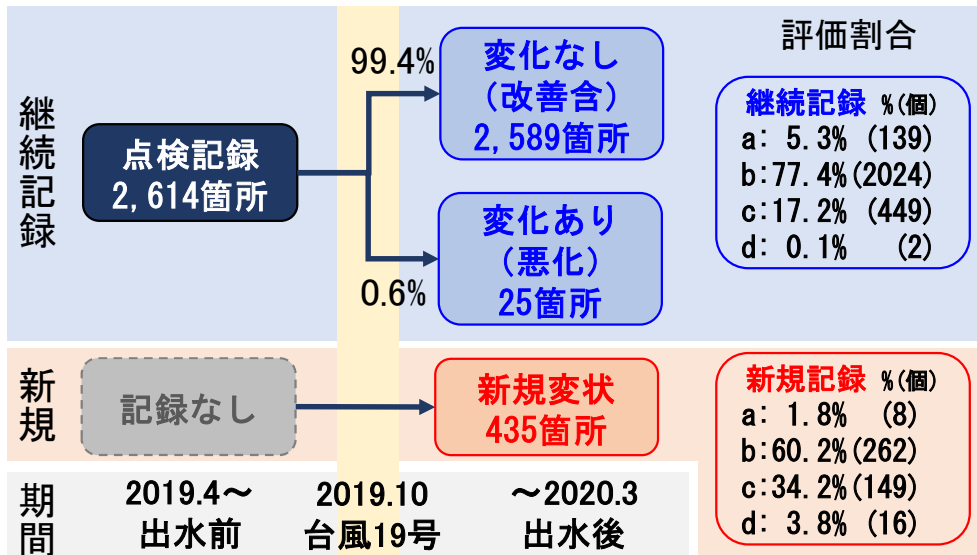 継続記録
点検記録
2,614箇所
99.4%
変化なし
(改善含)
2,589箇所
0.6%
変化あり
(悪化)
25箇所
評価割合
継続記録 %(個)
a: 5.3% (139)
b:77.4%(2024)
c:17.2% (449)
d: 0.1% (2)
新規
記録なし
新規変状
435箇所
新規記録 %(個)
a: 1.8% (8)
b:60.2%(262)
c:34.2%(149)
d: 3.8% (16)
期間
2019.4～
出水前
2019.10
台風19号
～2020.3
出水後